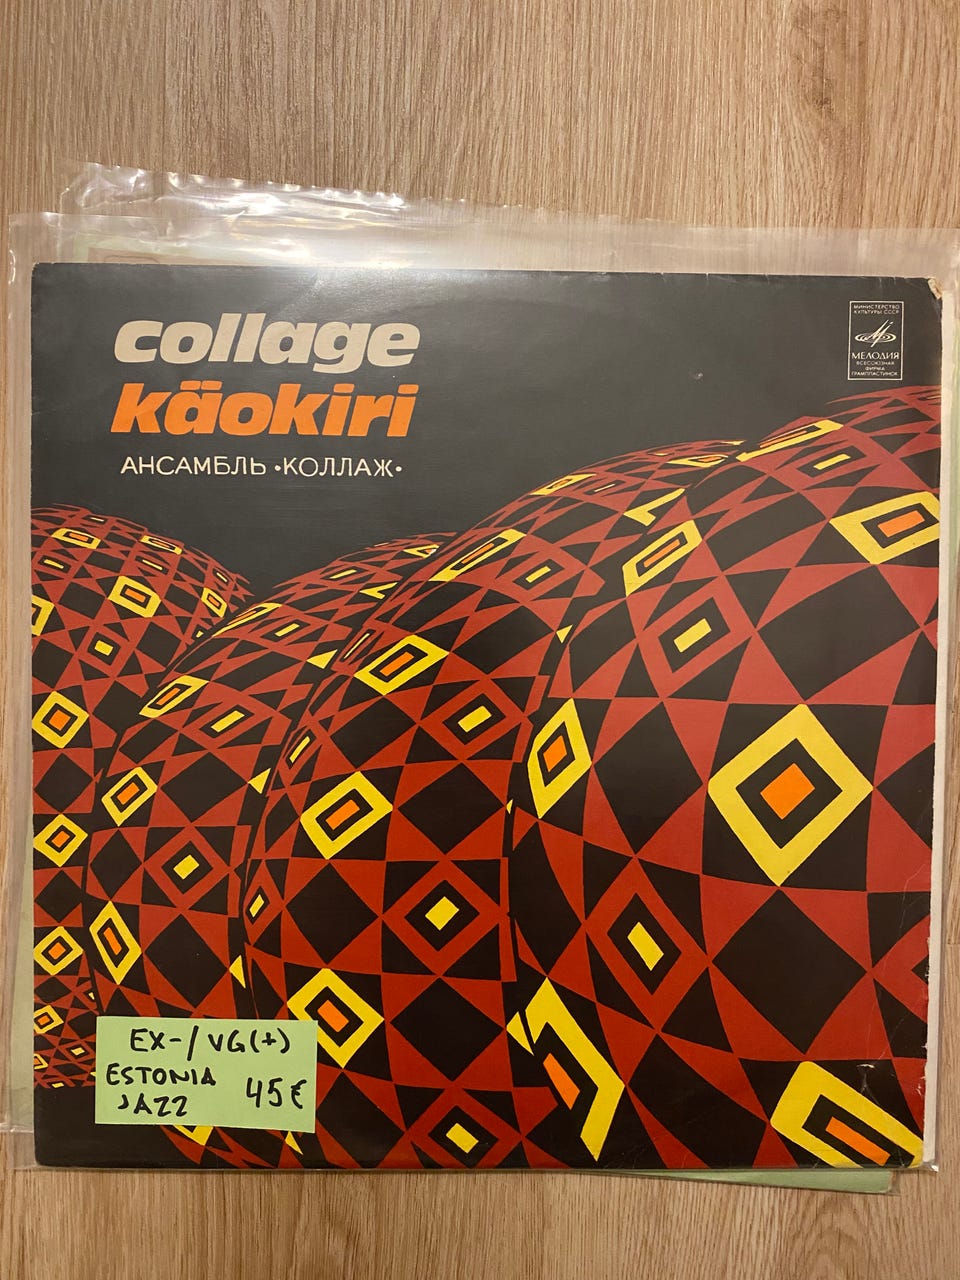 collage
käokiri
АНСАМБЛЬ •КОЛЛАЖ•
МИНИСТЕРСТВО
КУЛЬТУРЫ СССР
МЕЛОДИЯ
ВСЕСОЮЗНАЯ
ФИРМА
ГРАМПЛАСТИНОК
EX-/VG(+)
ESTONIA
JAZZ 45€